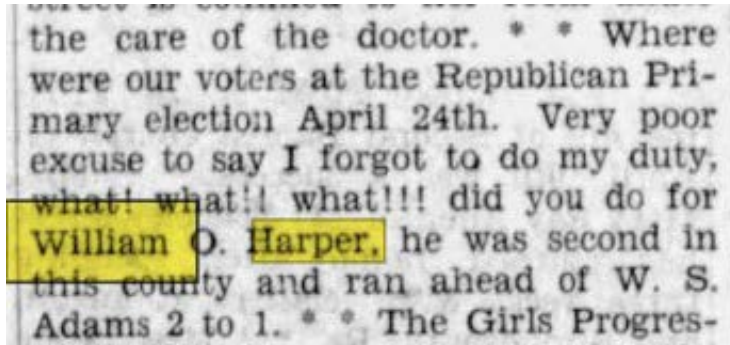 the care of the doctor. * * Where
were our voters at the Republican Pri-
mary election April 24th. Very poor
excuse to say I forgot to do my duty,
what! what!! what!!! did you do for
William O. Harper, he was second in
this county and ran ahead of W. S.
Adams 2 to 1. * * The Girls Progres-